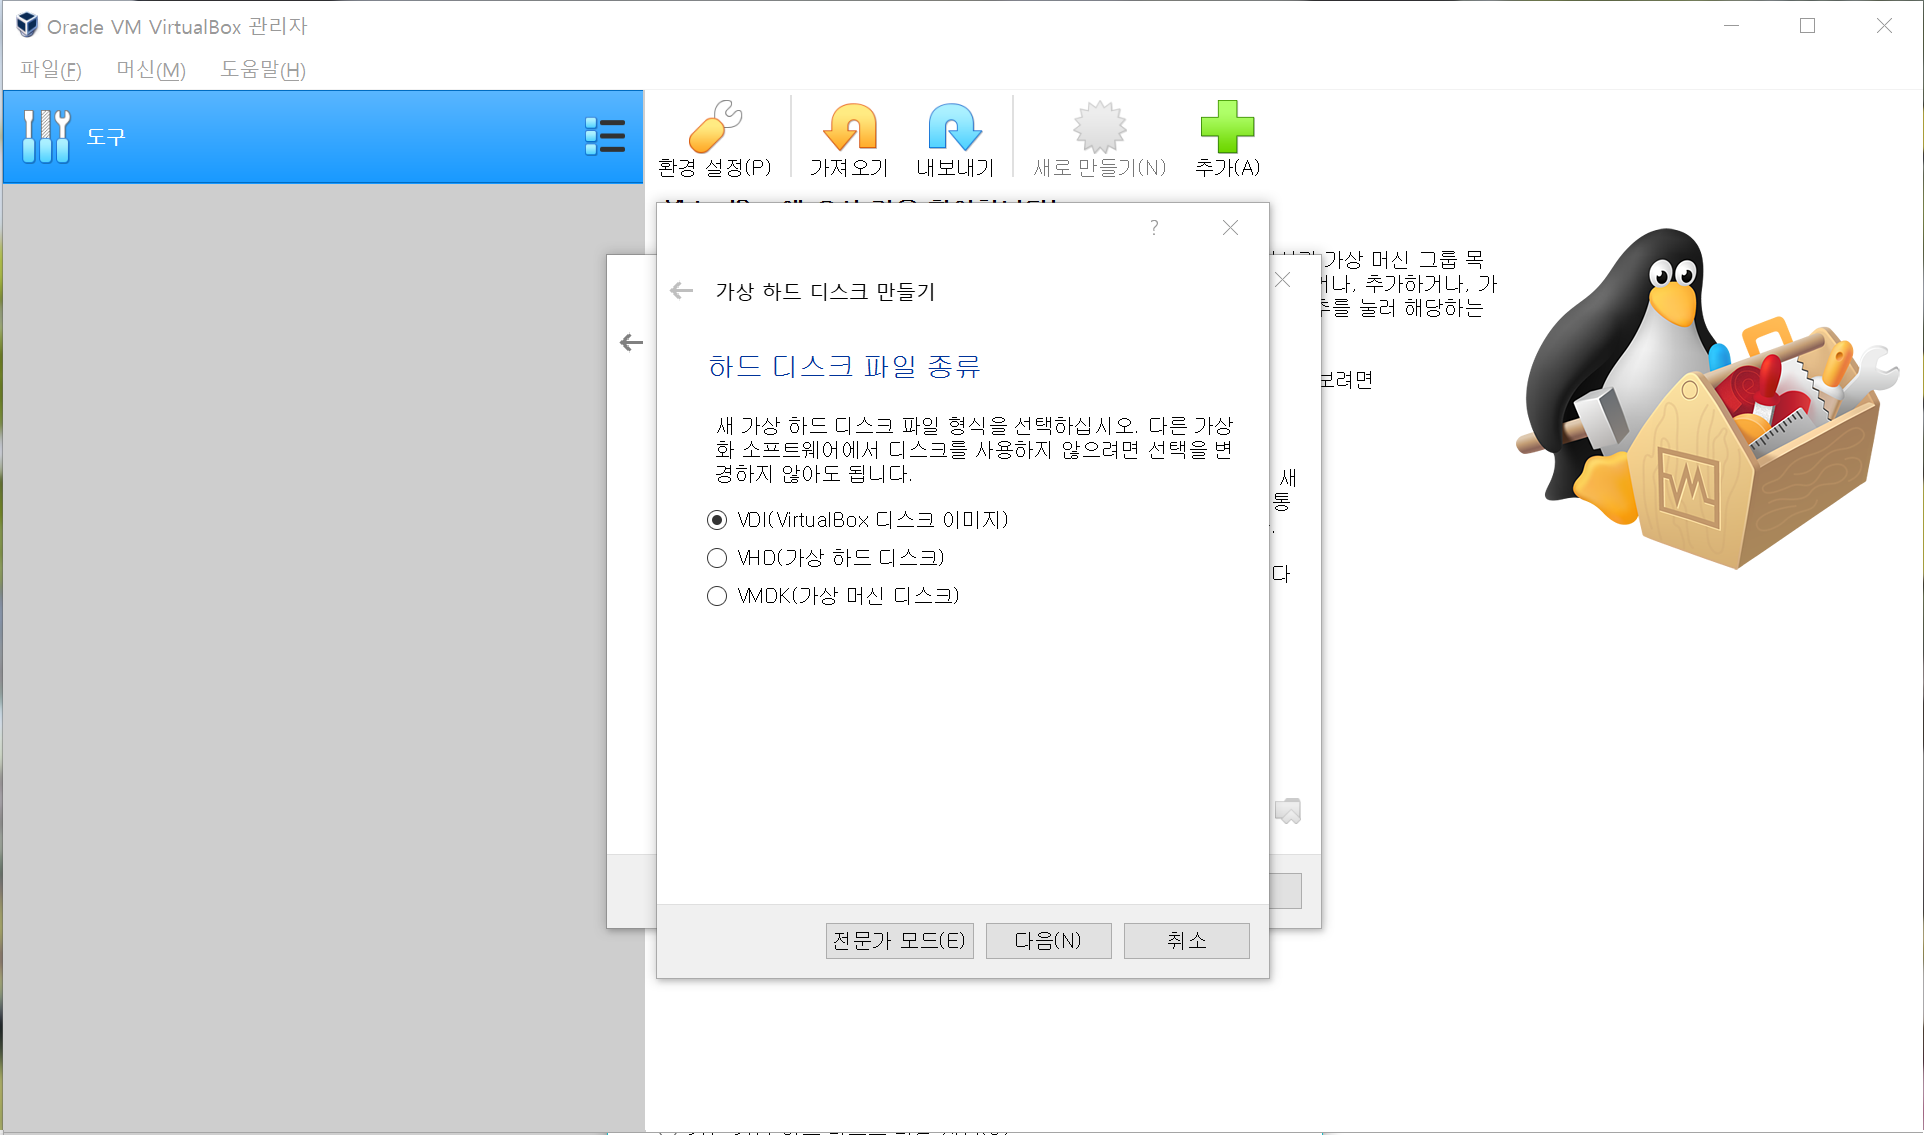 Oracle VM VirtualBox 관리자
파일(F) 머신(M) 도움말(H)
도구
환경 설정(P) 가져오기 내보내기 새로 만들기(N) 추가(A)
가상 머신 그룹 목
추가하거나, 가
눌러 해당하는
보려면
?
가상 하드 디스크 만들기
하드 디스크 파일 종류
새 가상 하드 디스크 파일 형식을 선택하십시오. 다른 가상
화 소프트웨어에서 디스크를 사용하지 않으려면 선택을 변
경하지 않아도 됩니다.
VDI(VirtualBox 디스크 이미지)
VHD(가상 하드 디스크)
VMDK(가상 머신 디스크)
새
통
다
전문가 모드(E) 다음(N) 취소